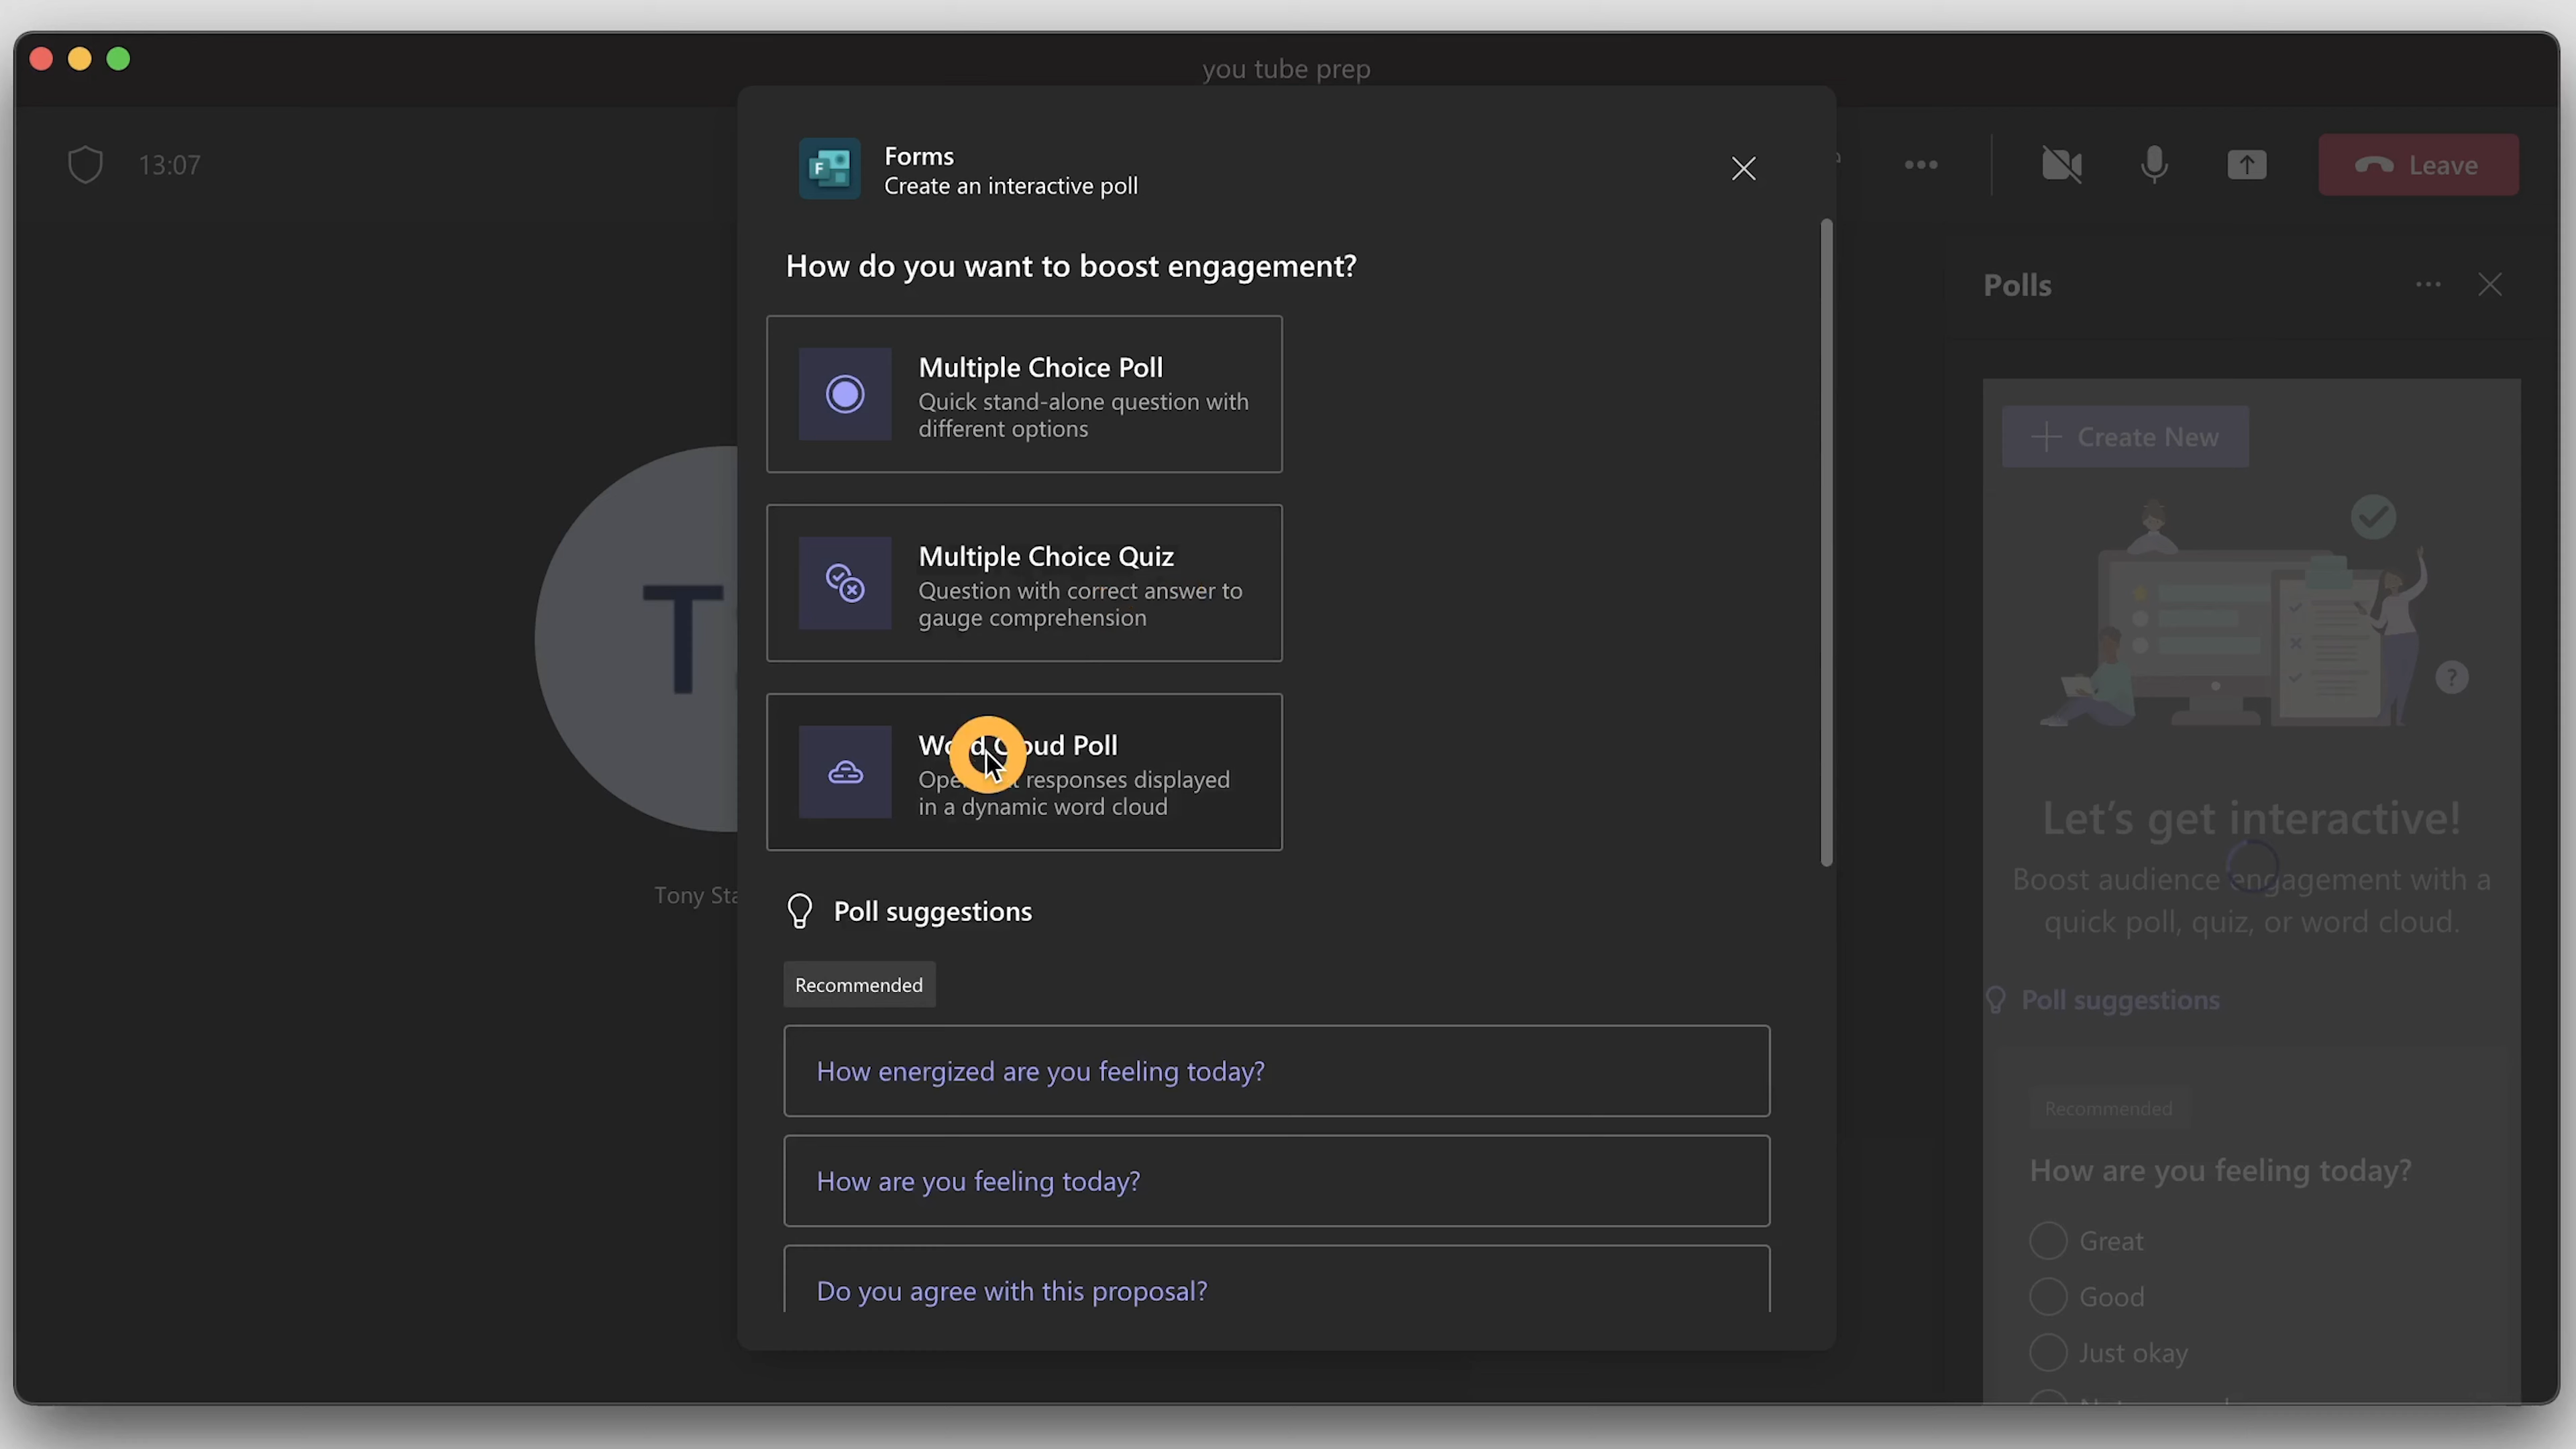 you tube prep
13:07
Leave
Forms
Create an interactive poll
How do you want to boost engagement?
Multiple Choice Poll
Quick stand-alone question with
different options
Multiple Choice Quiz
Question with correct answer to
gauge comprehension
Cloud Poll
responses displayed
in a dynamic word cloud
Poll suggestions
Recommended
How energized are you feeling today?
How are you feeling today?
Do you agree with this proposal?
T
Tony
Polls
Create New
Let's get interactive!
Boost audience engagement with a
quick poll, quiz, or word cloud.
Poll suggestions
Recommended
How are you feeling today?
Great
Good
Just okay